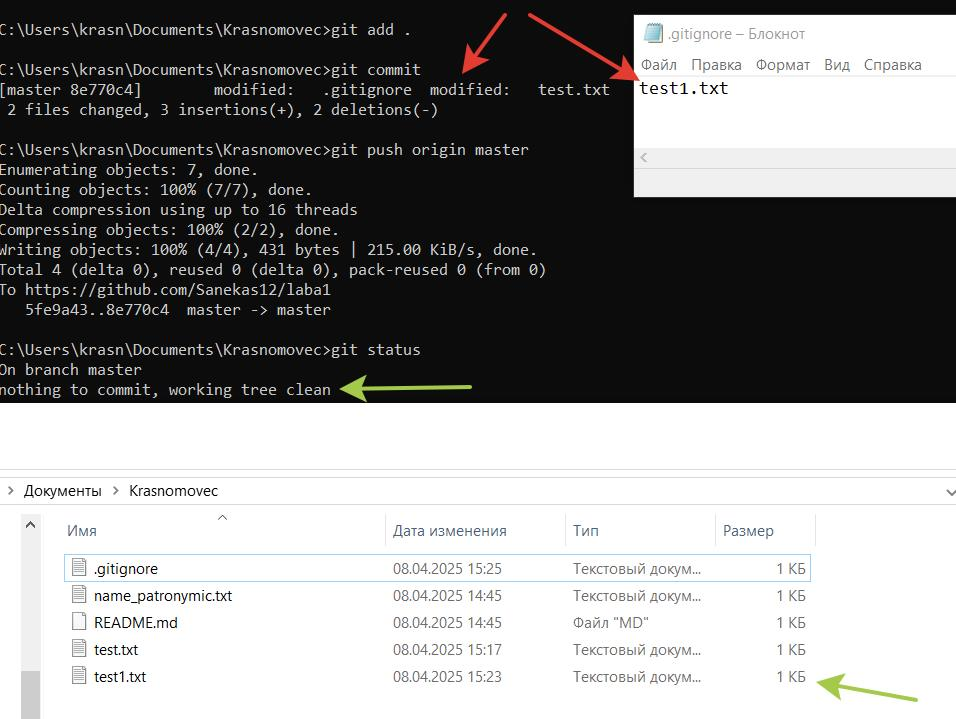 C:\Users\krasn\Documents\Krasnomovec>git add .
C:\Users\krasn\Documents\Krasnomovec>git commit
[master 8e770c4]        modified:   .gitignore  modified:   test.txt
 2 files changed, 3 insertions(+), 2 deletions(-)
C:\Users\krasn\Documents\Krasnomovec>git push origin master
Enumerating objects: 7, done.
Counting objects: 100% (7/7), done.
Delta compression using up to 16 threads
Compressing objects: 100% (2/2), done.
Writing objects: 100% (4/4), 431 bytes | 215.00 KiB/s, done.
Total 4 (delta 0), reused 0 (delta 0), pack-reused 0 (from 0)
To https://github.com/Sanekas12/laba1
   5fe9a43..8e770c4  master -> master
C:\Users\krasn\Documents\Krasnomovec>git status
On branch master
nothing to commit, working tree clean
.gitignore – Блокнот
Файл Правка Формат Вид Справка
test1.txt
Документы > Krasnomovec
Имя Дата изменения Тип Размер
.gitignore 08.04.2025 15:25 Текстовый докум... 1 КБ
name_patronymic.txt 08.04.2025 14:45 Текстовый докум... 1 КБ
README.md 08.04.2025 14:45 Файл "MD" 1 КБ
test.txt 08.04.2025 15:17 Текстовый докум... 1 КБ
test1.txt 08.04.2025 15:23 Текстовый докум... 1 КБ